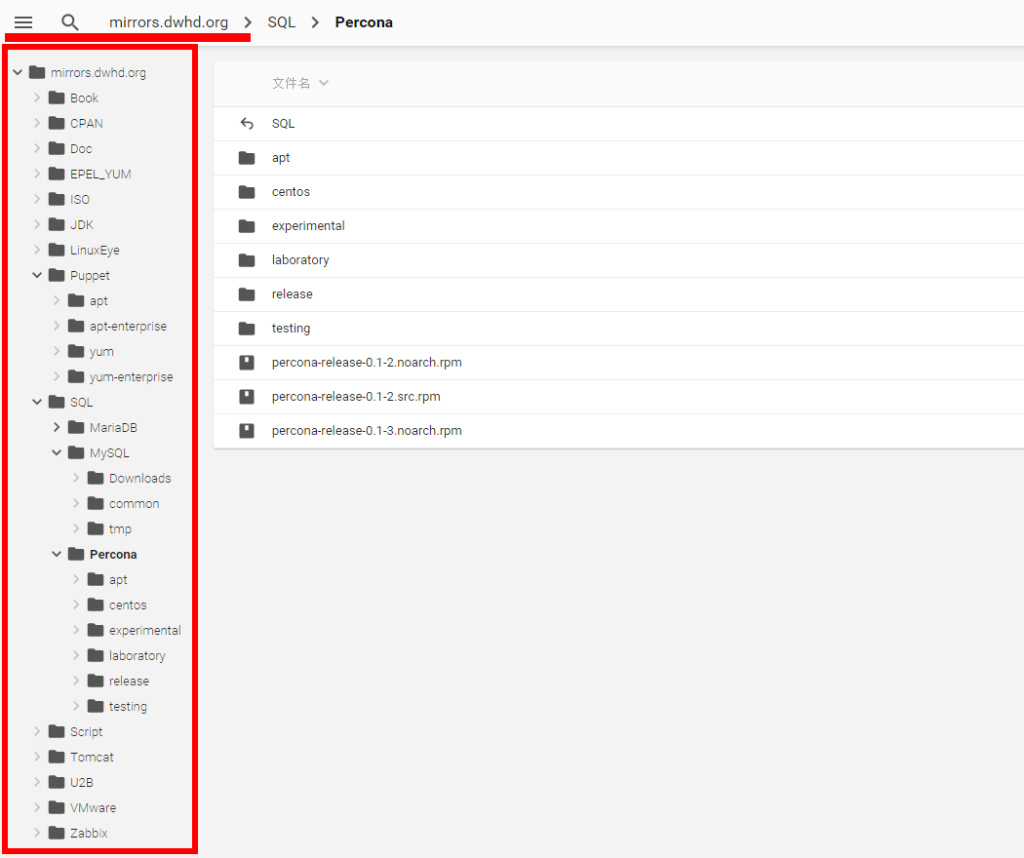 mirrors.dwhd.org > SQL > Percona
mirrors.dwhd.org
Book
CPAN
Doc
EPEL_YUM
ISO
JDK
LinuxEye
Puppet
apt
apt-enterprise
yum
yum-enterprise
SQL
MariaDB
MySQL
Downloads
common
tmp
Percona
apt
centos
experimental
laboratory
release
testing
Script
Tomcat
U2B
VMware
Zabbix
文件名
SQL
apt
centos
experimental
laboratory
release
testing
percona-release-0.1-2.noarch.rpm
percona-release-0.1-2.src.rpm
percona-release-0.1-3.noarch.rpm